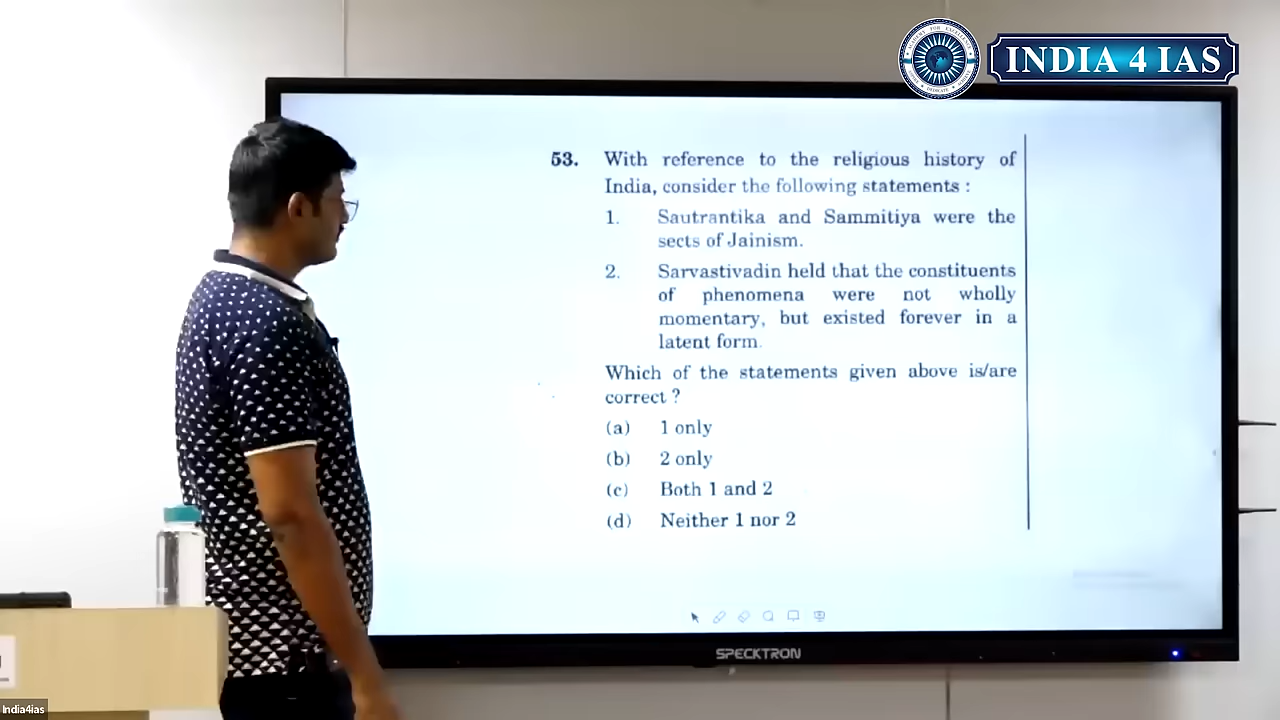 INDIA 4 IAS
53. With reference to the religious history of
India, consider the following statements :
1. Sautrantika and Sammitiya were the
sects of Jainism.
2. Sarvastivadin held that the constituents
of phenomena were not wholly
momentary, but existed forever in a
latent form.
Which of the statements given above is/are
correct ?
(a) 1 only
(b) 2 only
(c) Both 1 and 2
(d) Neither 1 nor 2
SPECKTRON
India4ias